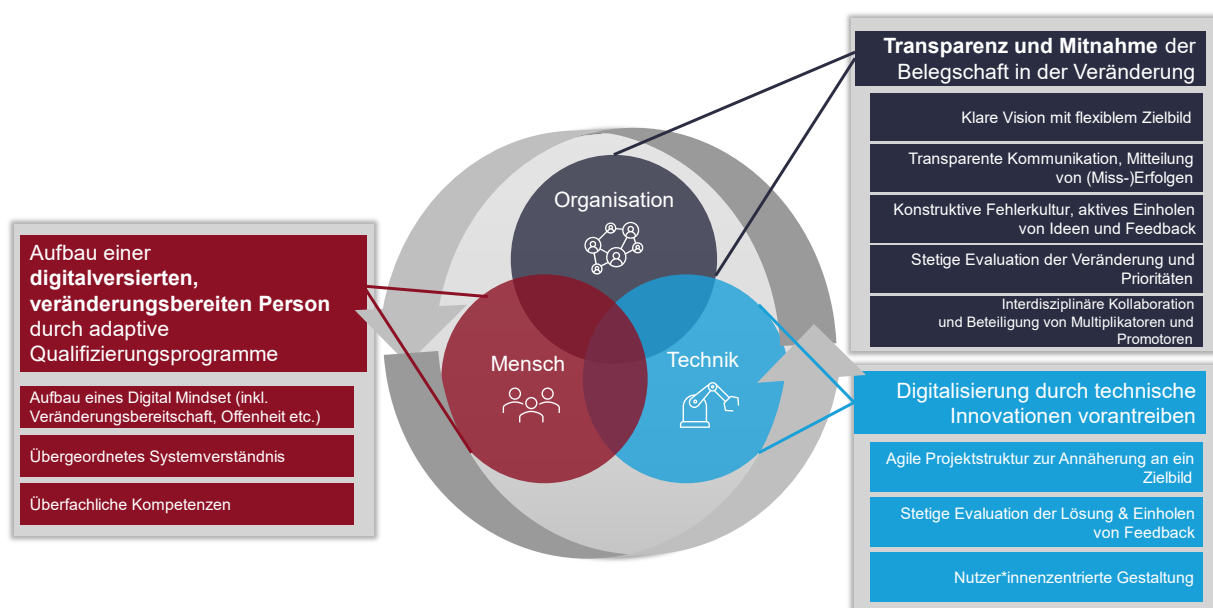 Transparenz und Mitnahme der
Belegschaft in der Veränderung
Klare Vision mit flexiblem Zielbild
Transparente Kommunikation, Mitteilung
von (Miss-)Erfolgen
Konstruktive Fehlerkultur, aktives Einholen
von Ideen und Feedback
Stetige Evaluation der Veränderung und
Prioritäten
Interdisziplinäre Kollaboration
und Beteiligung von Multiplikatoren und
Promotoren
Organisation
Mensch
Technik
Aufbau einer
digitalversierten,
veränderungsbereiten Person
durch adaptive
Qualifizierungsprogramme
Aufbau eines Digital Mindset (inkl.
Veränderungsbereitschaft, Offenheit etc.)
Übergeordnetes Systemverständnis
Überfachliche Kompetenzen
Digitalisierung durch technische
Innovationen vorantreiben
Agile Projektstruktur zur Annäherung an ein
Zielbild
Stetige Evaluation der Lösung & Einholen
von Feedback
Nutzer*innenzentrierte Gestaltung